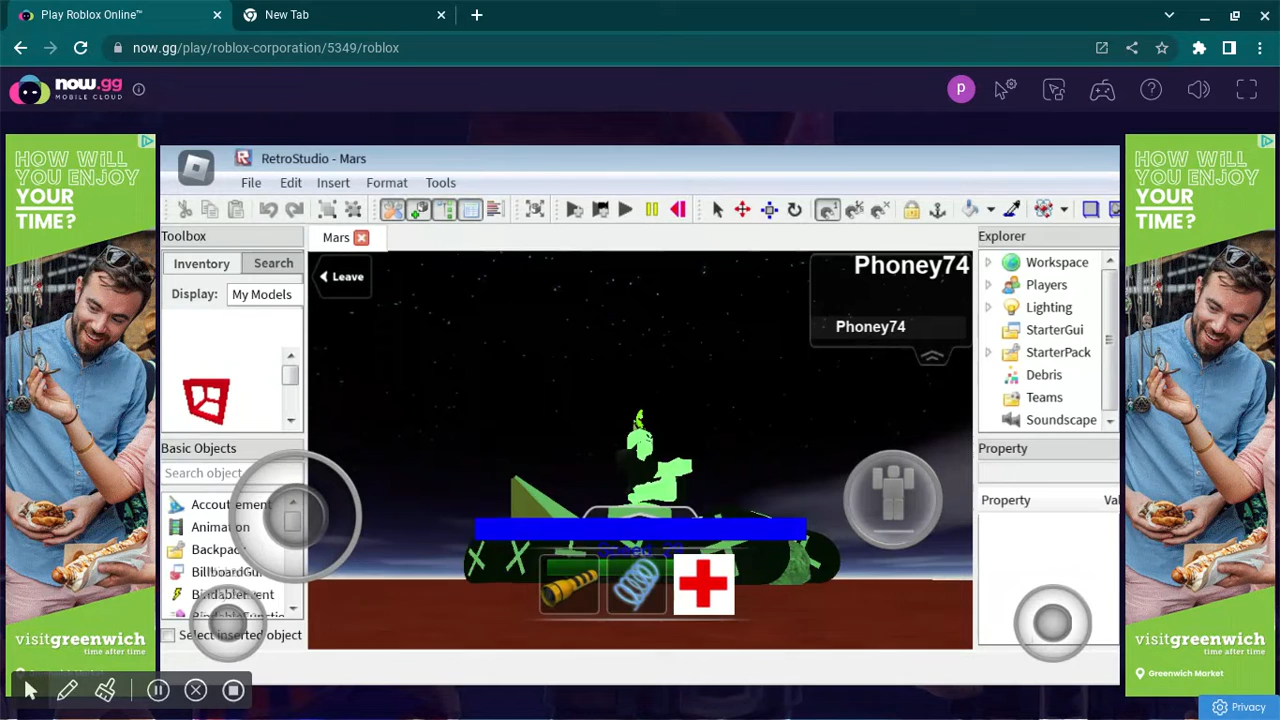 Play Roblox Online™
New Tab
now.gg/play/roblox-corporation/5349/roblox
now.gg
MOBILE CLOUD
p
HOW WILL
YOU ENJOY
YOUR
TIME?
visitgreenwich
time after time
RetroStudio - Mars
File Edit Insert Format Tools
Toolbox
Inventory Search
Display: My Models
Basic Objects
Search object
Accoutrement
Animation
Backpack
BillboardGui
BindableEvent
BindableFunctio
Select inserted object
Mars
Leave
Phoney74
Phoney74
Explorer
Workspace
Players
Lighting
StarterGui
StarterPack
Debris
Teams
Soundscape
Property
Property Val
HOW WILL
YOU ENJOY
YOUR
TIME?
visitgreenwich
time after time
Greenwich Market
Privacy